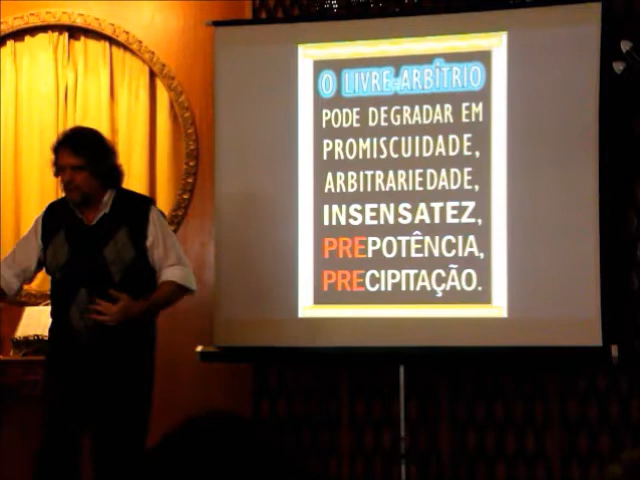 O LIVRE-ARBÍTRIO
PODE DEGRADAR EM
PROMISCUIDADE,
ARBITRARIEDADE,
INSENSATEZ,
PREPOTÊNCIA,
PRECIPITAÇÃO.